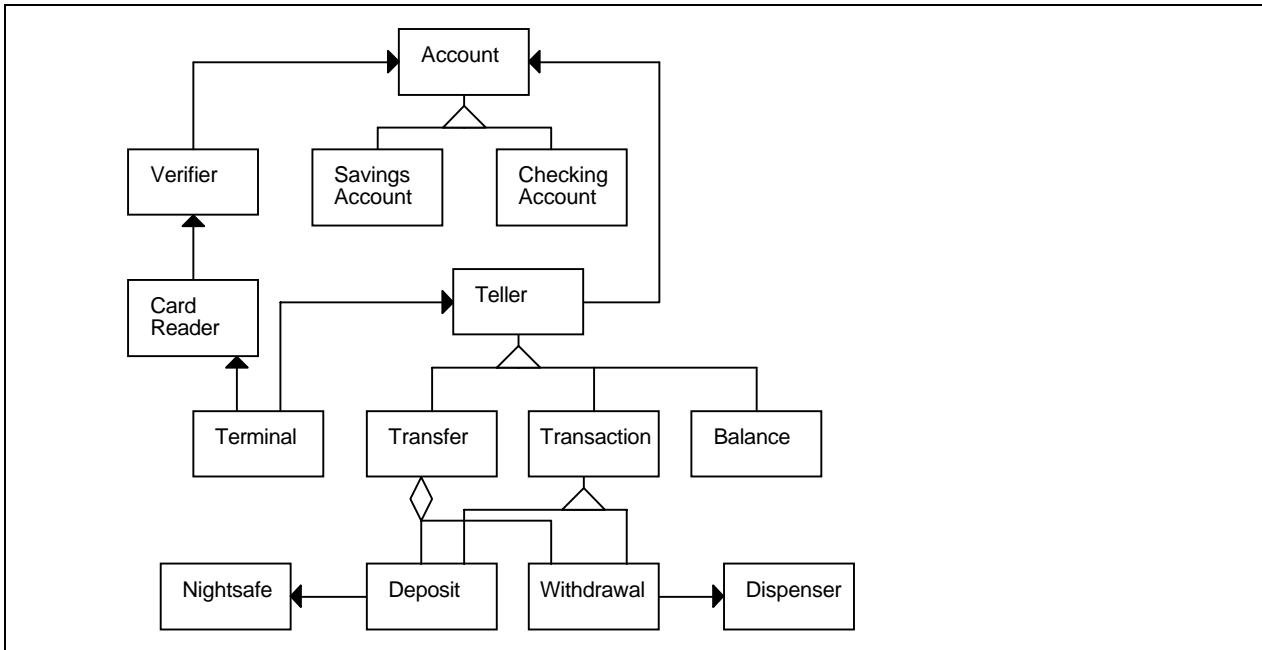 Account
Verifier
Savings
Account
Checking
Account
Card
Reader
Teller
Terminal
Transfer
Transaction
Balance
Nightsafe
Deposit
Withdrawal
Dispenser